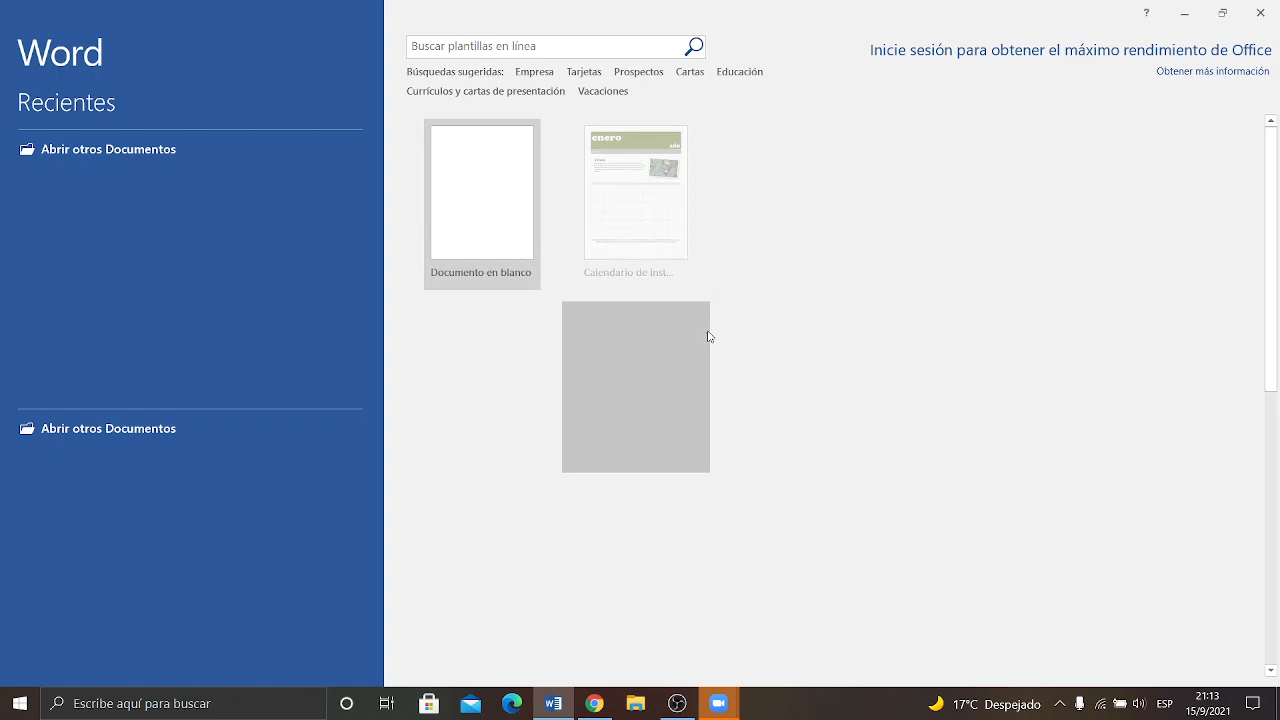 Word
Recientes
Abrir otros Documentos
Abrir otros Documentos
?
Buscar plantillas en línea
Inicie sesión para obtener el máximo rendimiento de Office
Obtener más información
Búsquedas sugeridas: Empresa Tarjetas Prospectos Cartas Educación
Currículos y cartas de presentación Vacaciones
enero
AÑO
Documento en blanco
Calendario de inst...
Escribe aquí para buscar
17°C Despejado
ESP
21:13
15/9/2021